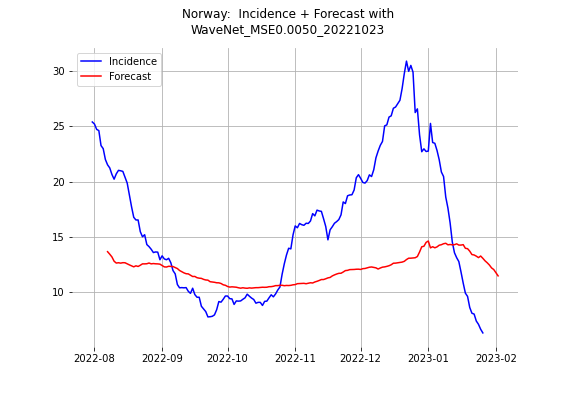 Norway:  Incidence + Forecast with
WaveNet_MSE0.0050_20221023
Incidence
Forecast
30
25
20
15
10
2022-08 2022-09 2022-10 2022-11 2022-12 2023-01 2023-02